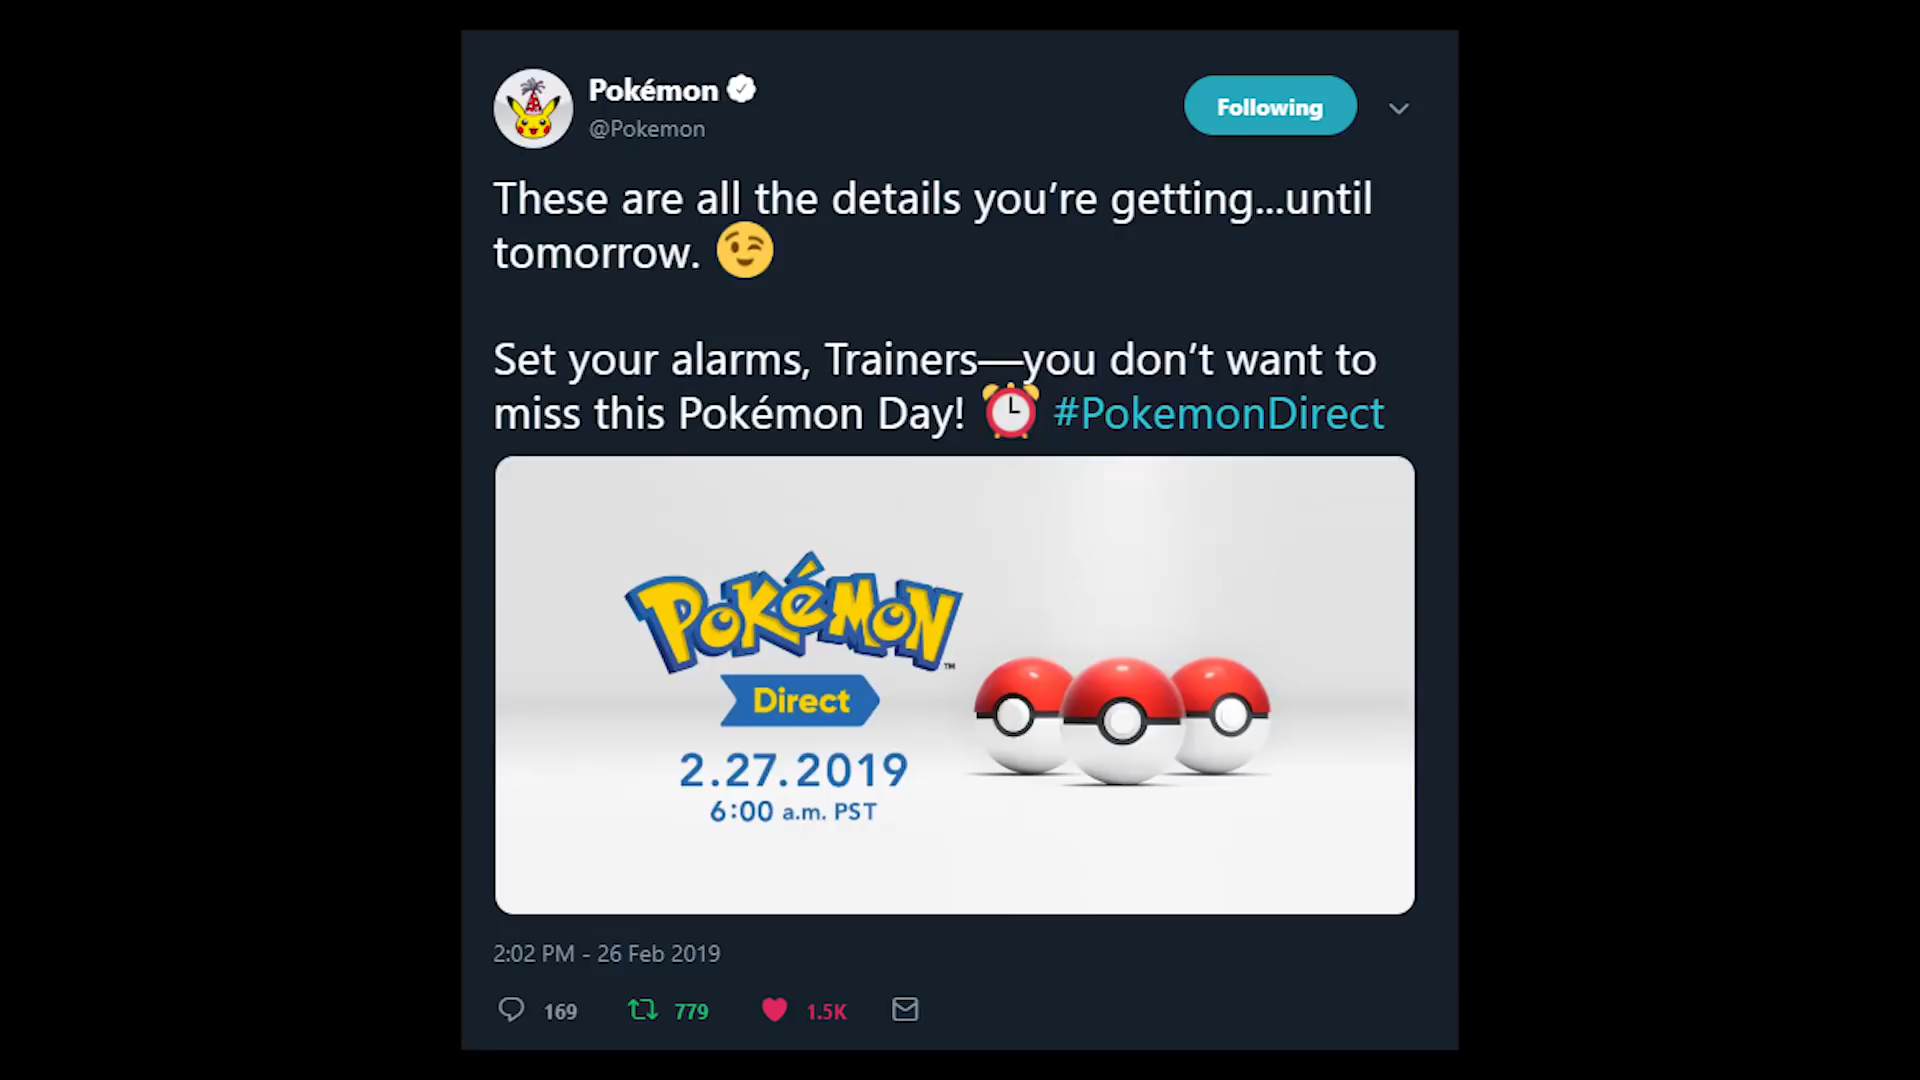 Pokémon
@Pokemon
Following
These are all the details you’re getting...until
tomorrow. 😉
Set your alarms, Trainers—you don’t want to
miss this Pokémon Day! ⏰ #PokemonDirect
POKéMON™
Direct
2.27.2019
6:00 a.m. PST
2:02 PM - 26 Feb 2019
169 779 1.5K